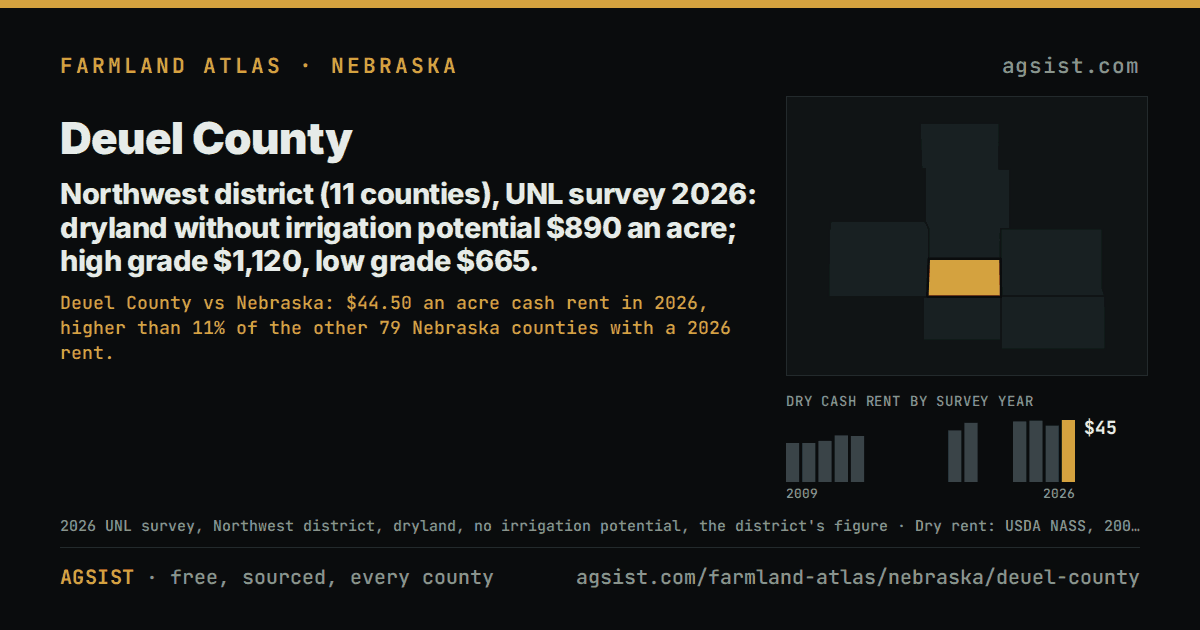 FARMLAND ATLAS · NEBRASKA
agsist.com
Deuel County
Northwest district (11 counties), UNL survey 2026:
dryland without irrigation potential $890 an acre;
high grade $1,120, low grade $665.
Deuel County vs Nebraska: $44.50 an acre cash rent in 2026,
higher than 11% of the other 79 Nebraska counties with a 2026
rent.
DRY CASH RENT BY SURVEY YEAR
$45
2009
2026
2026 UNL survey, Northwest district, dryland, no irrigation potential, the district's figure · Dry rent: USDA NASS, 200…
AGSIST · free, sourced, every county
agsist.com/farmland-atlas/nebraska/deuel-county